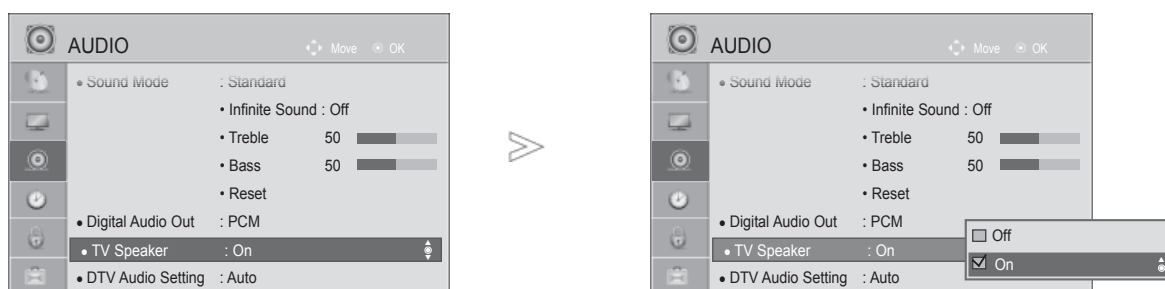 AUDIO Move OK
• Sound Mode : Standard
• Infinite Sound : Off
• Treble 50
• Bass 50
• Reset
• Digital Audio Out : PCM
• TV Speaker : On
• DTV Audio Setting : Auto
AUDIO Move OK
• Sound Mode : Standard
• Infinite Sound : Off
• Treble 50
• Bass 50
• Reset
• Digital Audio Out : PCM
• TV Speaker : On
• DTV Audio Setting : Auto
Off
On